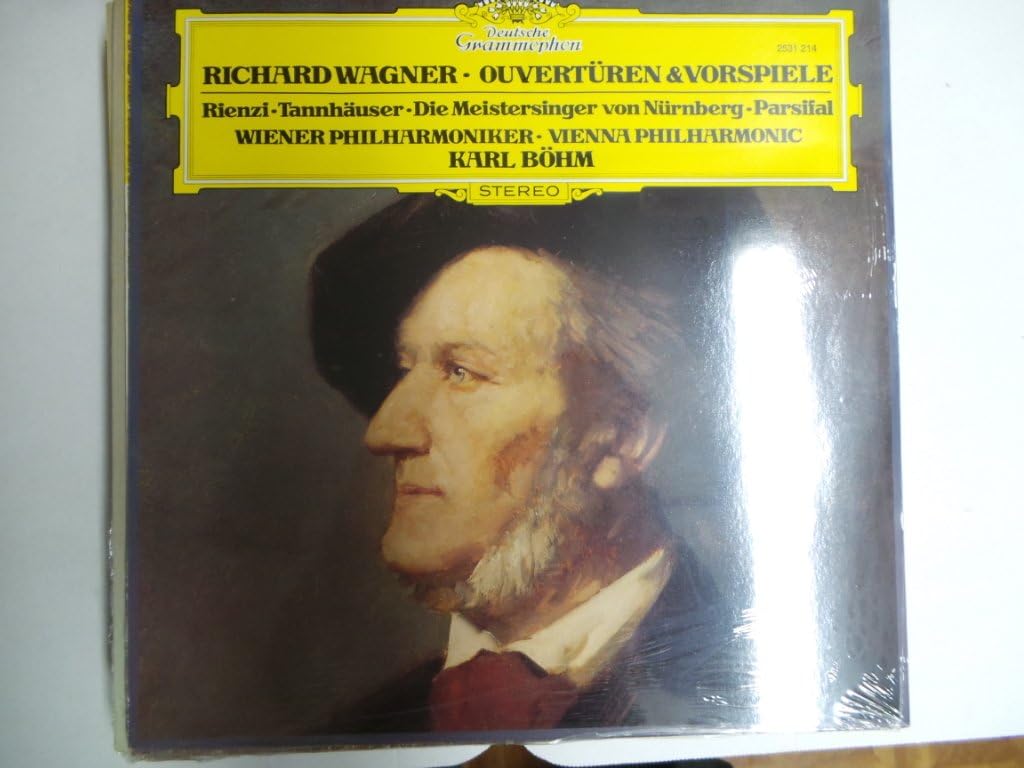 Deutsche
Grammophon
2531 214
RICHARD WAGNER · OUVERTÜREN & VORSPIELE
Rienzi · Tannhäuser · Die Meistersinger von Nürnberg · Parsifal
WIENER PHILHARMONIKER · VIENNA PHILHARMONIC
KARL BÖHM
STEREO